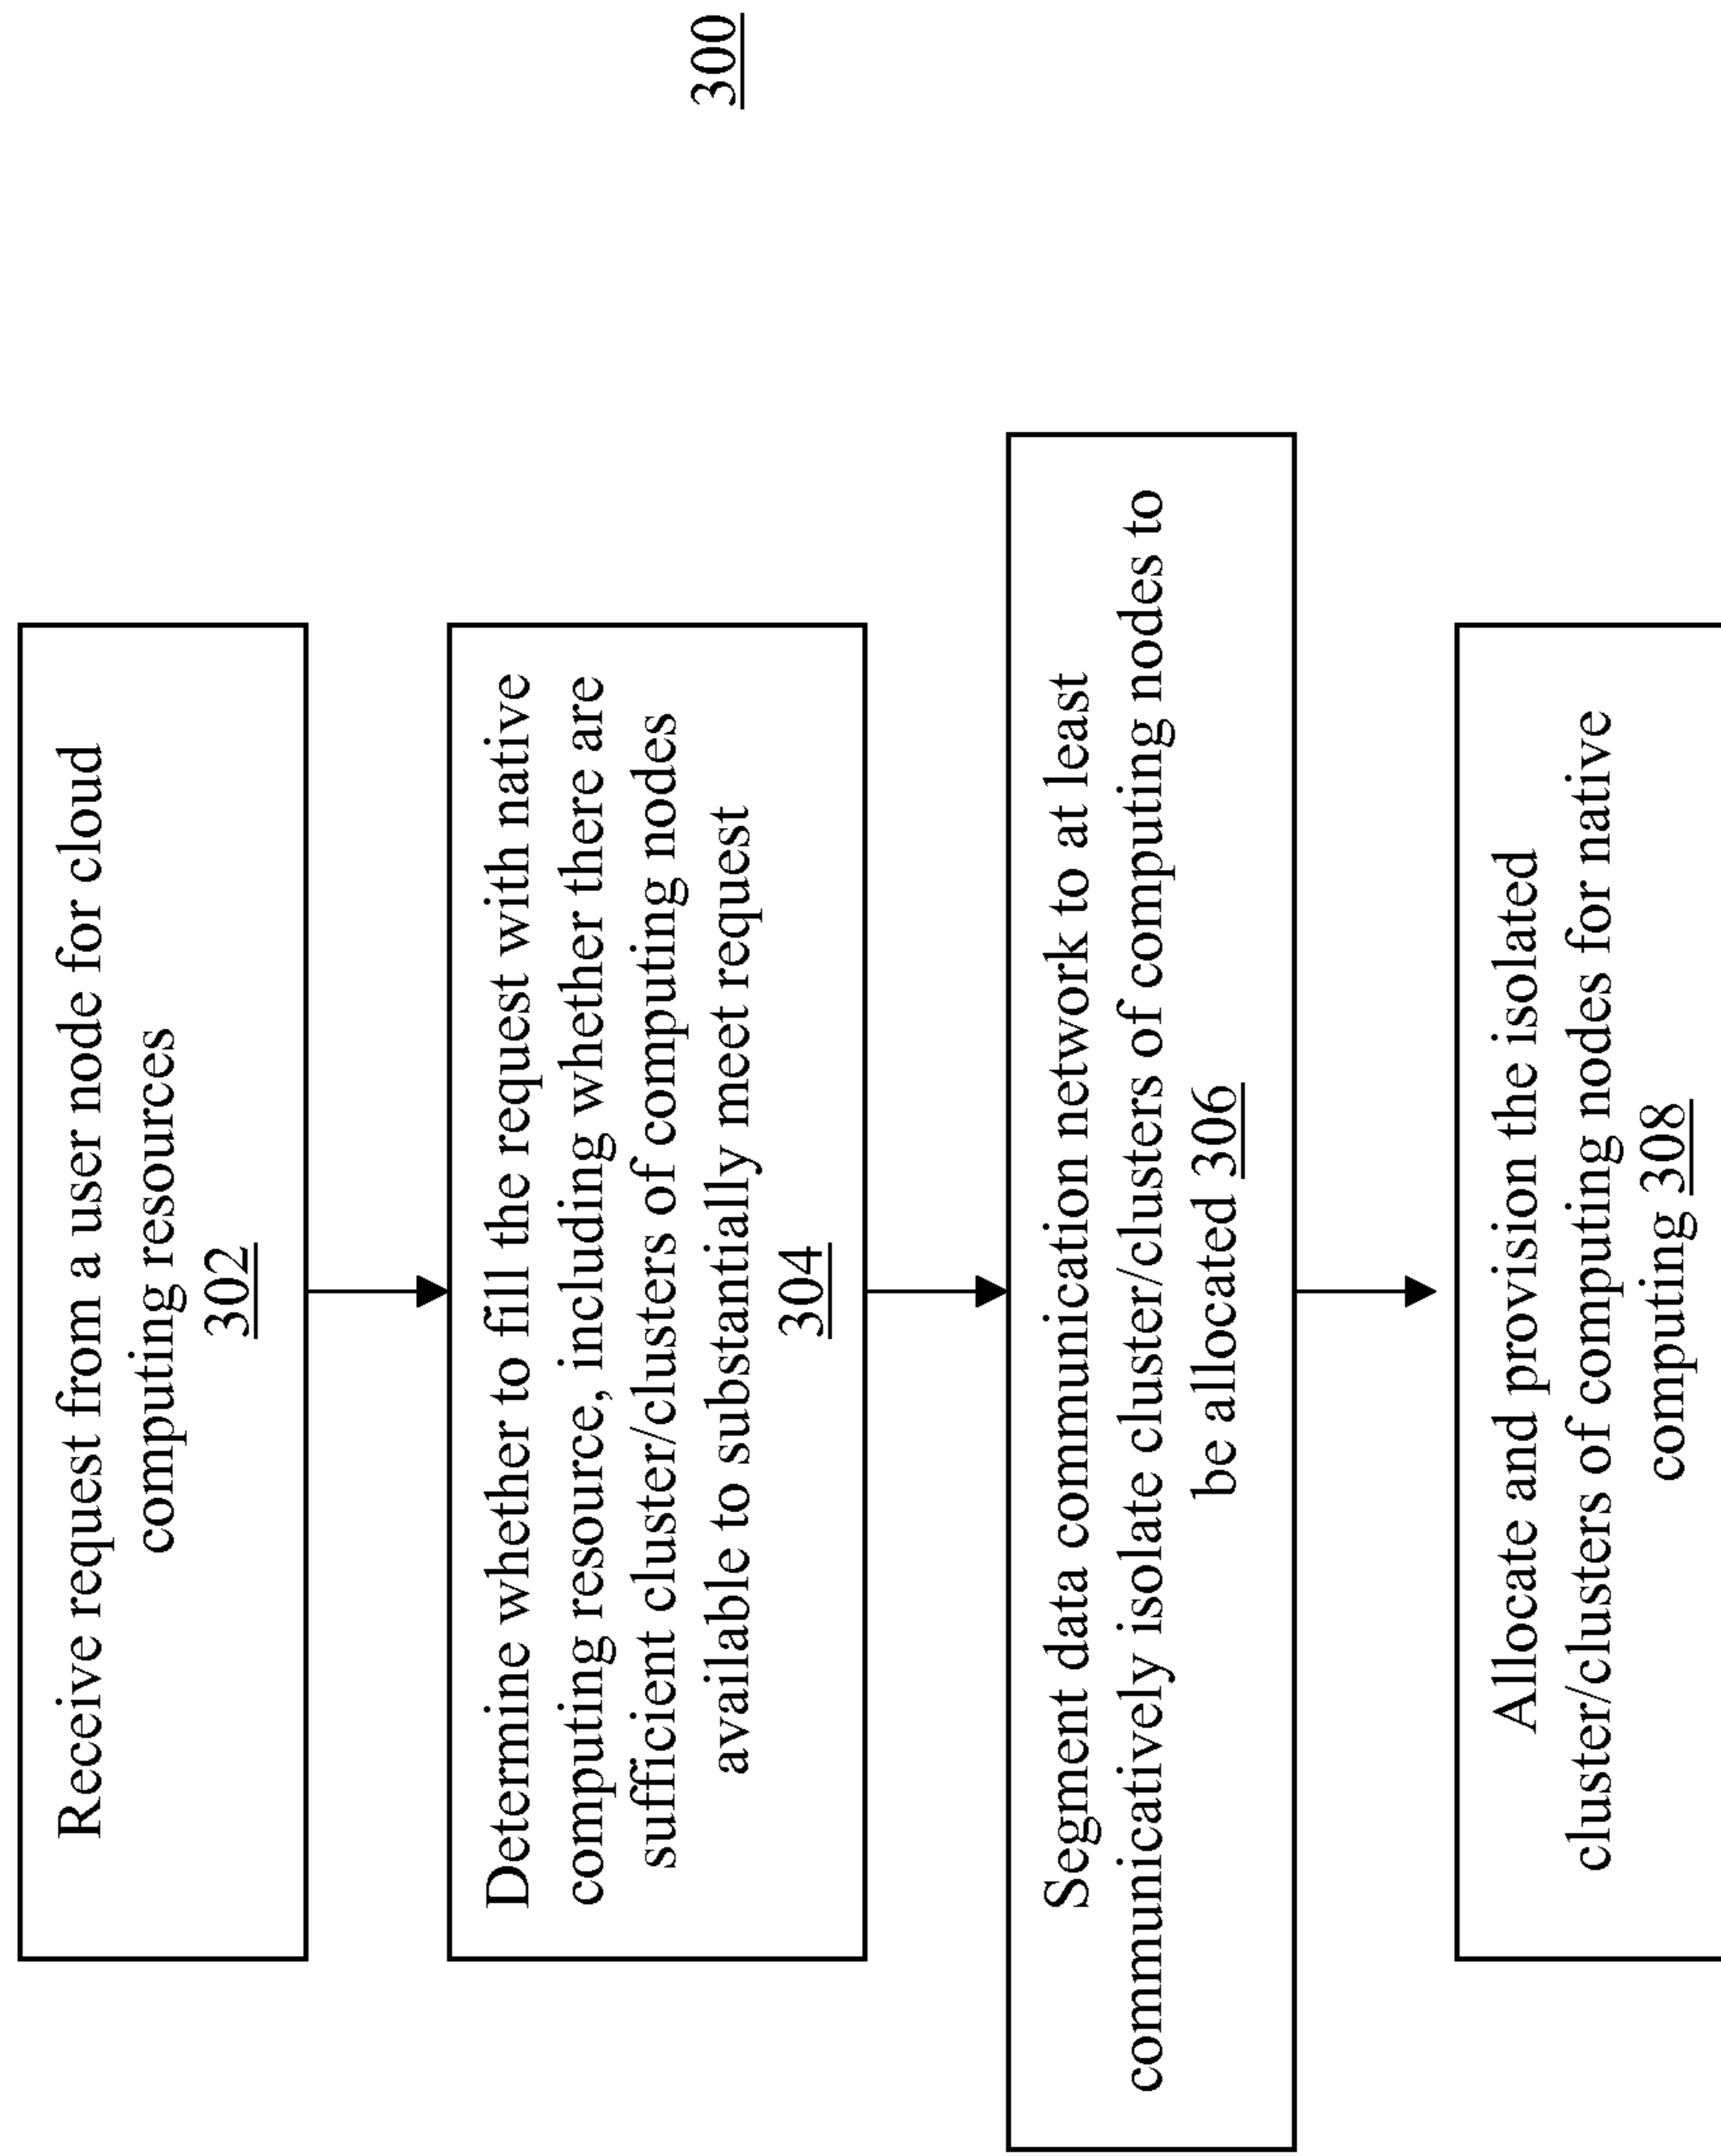 Receive request from a user node for cloud
computing resources
302
Determine whether to fill the request with native
computing resource, including whether there are
sufficient cluster/clusters of computing nodes
available to substantially meet request
304
Segment data communication network to at least
communicatively isolate cluster/clusters of computing nodes to
be allocated 306
Allocate and provision the isolated
cluster/clusters of computing nodes for native
computing 308
300